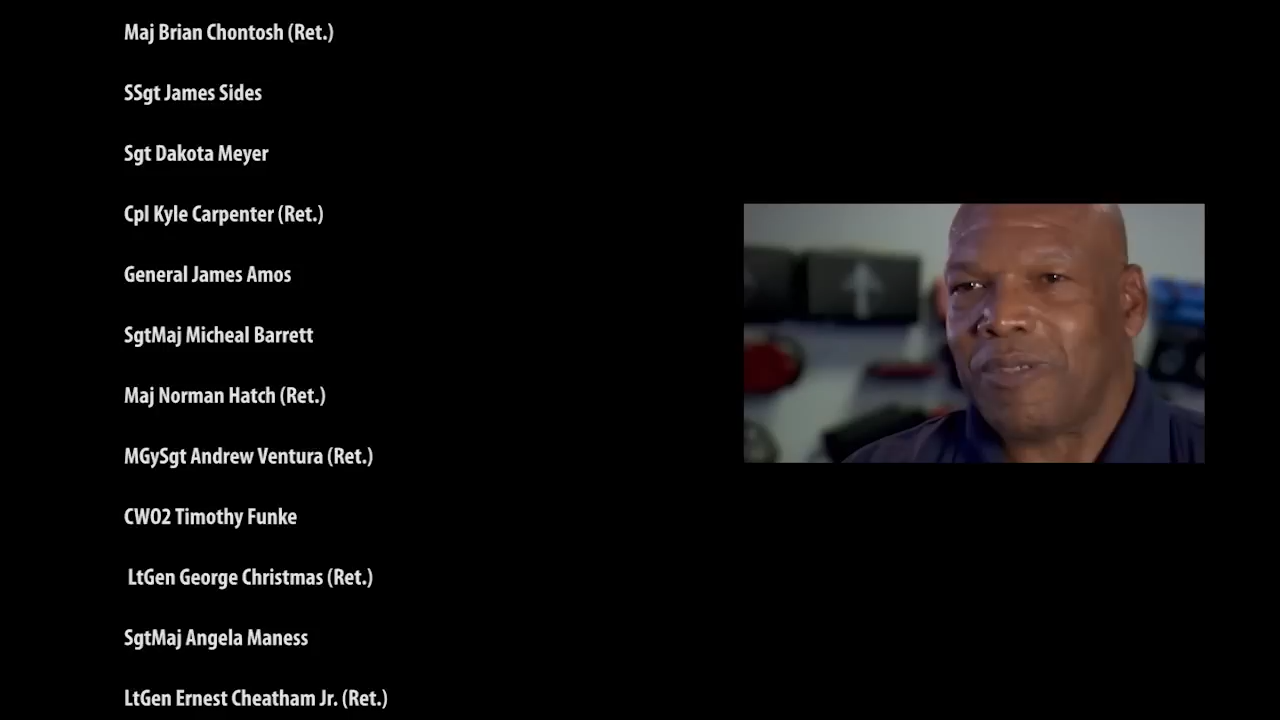 Maj Brian Chontosh (Ret.)
SSgt James Sides
Sgt Dakota Meyer
Cpl Kyle Carpenter (Ret.)
General James Amos
SgtMaj Micheal Barrett
Maj Norman Hatch (Ret.)
MGySgt Andrew Ventura (Ret.)
CWO2 Timothy Funke
LtGen George Christmas (Ret.)
SgtMaj Angela Maness
LtGen Ernest Cheatham Jr. (Ret.)